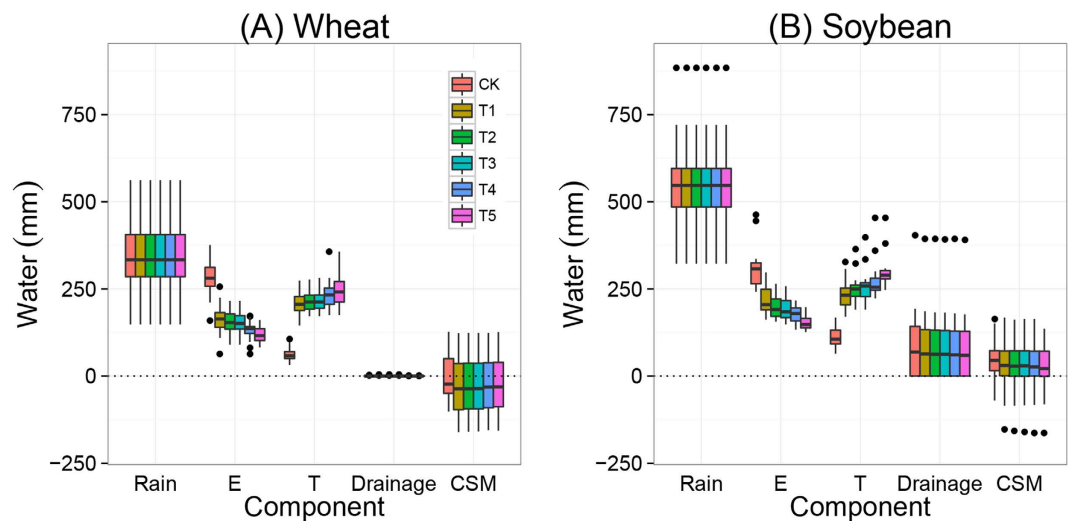 (A) Wheat
Water (mm)
750
500
250
0
−250
CK
T1
T2
T3
T4
T5
Rain
E
T
Drainage
CSM
Component
(B) Soybean
Water (mm)
750
500
250
0
−250
Rain
E
T
Drainage
CSM
Component